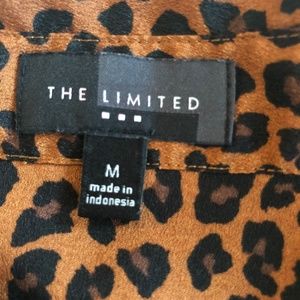 THE LIMITED
M
made in
indonesia